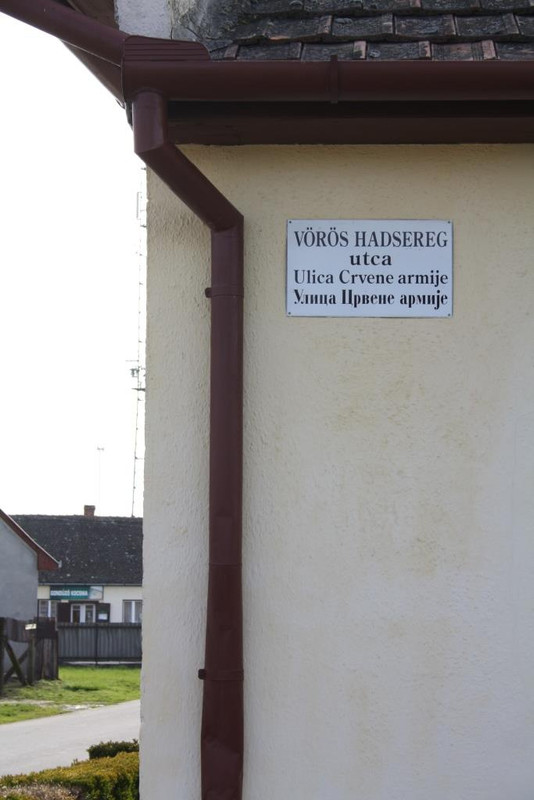 VÖRÖS HADSEREG
utca
Ulica Crvene armije
Улица Црвене армије